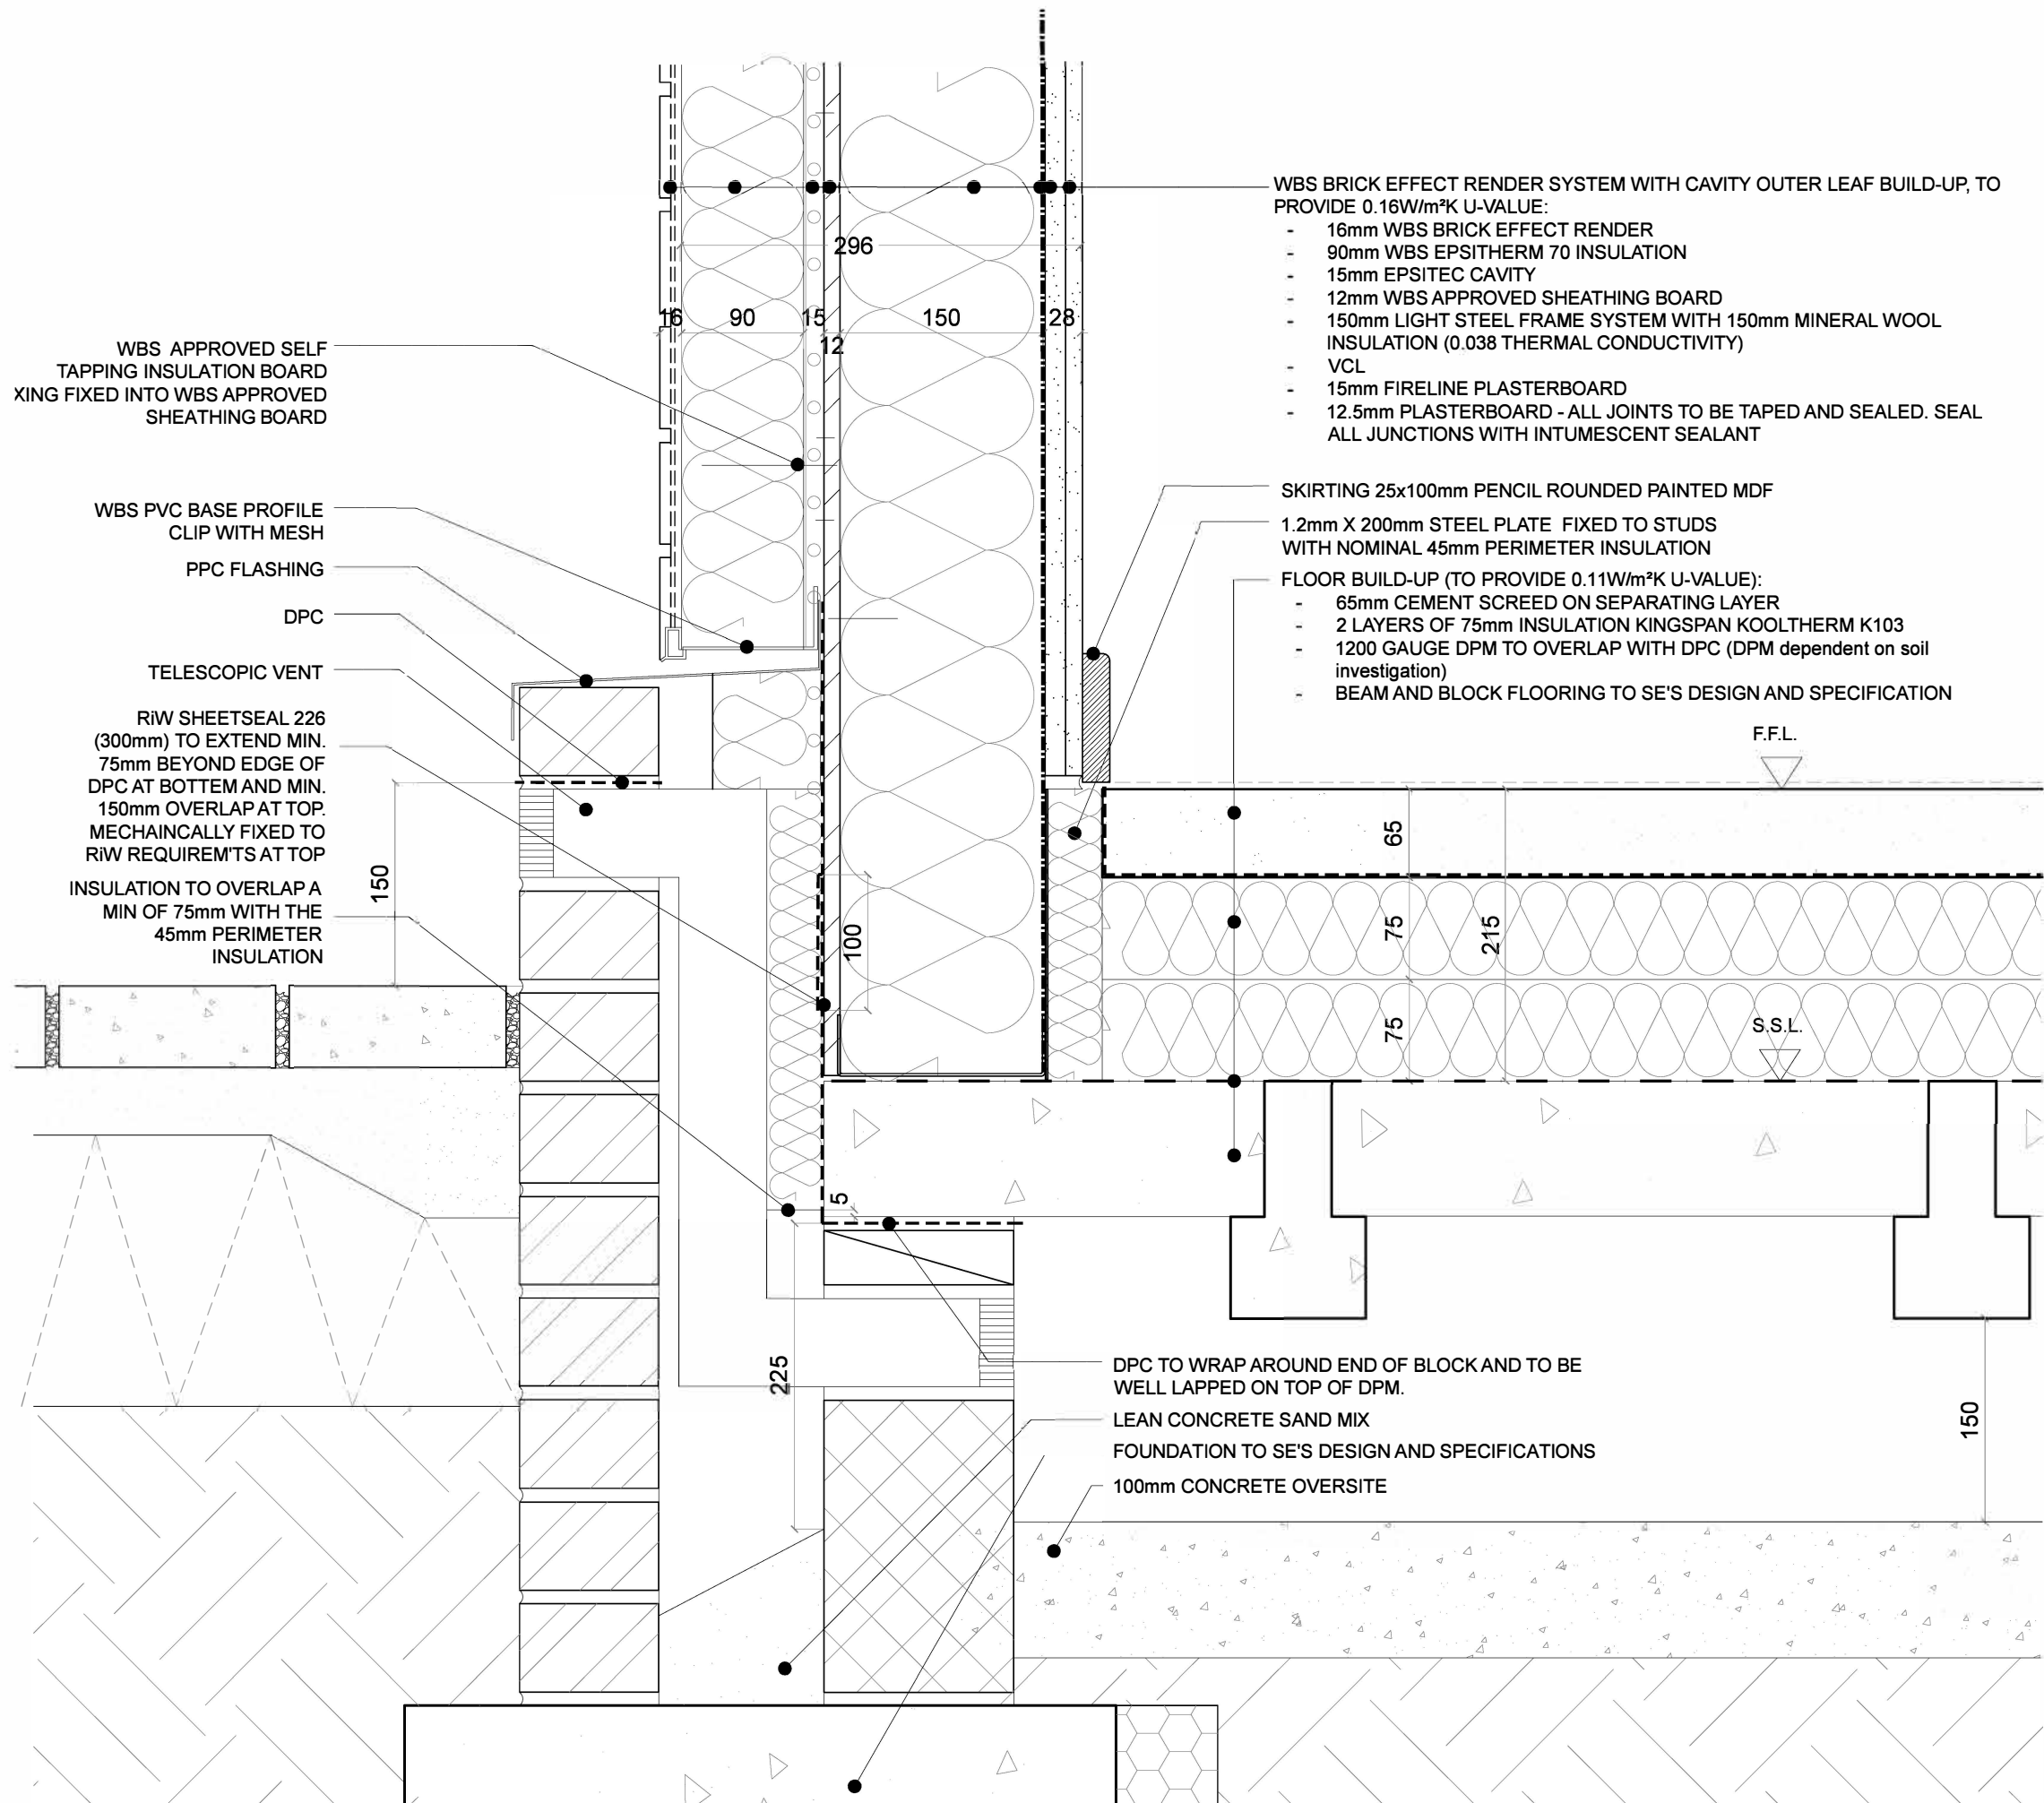 WBS BRICK EFFECT RENDER SYSTEM WITH CAVITY OUTER LEAF BUILD-UP, TO
PROVIDE 0.16W/m²K U-VALUE:
- 16mm WBS BRICK EFFECT RENDER
- 90mm WBS EPSITHERM 70 INSULATION
- 15mm EPSITEC CAVITY
- 12mm WBS APPROVED SHEATHING BOARD
- 150mm LIGHT STEEL FRAME SYSTEM WITH 150mm MINERAL WOOL
INSULATION (0.038 THERMAL CONDUCTIVITY)
- VCL
- 15mm FIRELINE PLASTERBOARD
- 12.5mm PLASTERBOARD - ALL JOINTS TO BE TAPED AND SEALED. SEAL
ALL JUNCTIONS WITH INTUMESCENT SEALANT
296
16
90
15
12
150
28
WBS APPROVED SELF
TAPPING INSULATION BOARD
XING FIXED INTO WBS APPROVED
SHEATHING BOARD
WBS PVC BASE PROFILE
CLIP WITH MESH
PPC FLASHING
DPC
TELESCOPIC VENT
RiW SHEETSEAL 226
(300mm) TO EXTEND MIN.
75mm BEYOND EDGE OF
DPC AT BOTTEM AND MIN.
150mm OVERLAP AT TOP.
MECHAINCALLY FIXED TO
RiW REQUIREM'TS AT TOP
INSULATION TO OVERLAP A
MIN OF 75mm WITH THE
45mm PERIMETER
INSULATION
SKIRTING 25x100mm PENCIL ROUNDED PAINTED MDF
1.2mm X 200mm STEEL PLATE FIXED TO STUDS
WITH NOMINAL 45mm PERIMETER INSULATION
FLOOR BUILD-UP (TO PROVIDE 0.11W/m²K U-VALUE):
- 65mm CEMENT SCREED ON SEPARATING LAYER
- 2 LAYERS OF 75mm INSULATION KINGSPAN KOOLTHERM K103
- 1200 GAUGE DPM TO OVERLAP WITH DPC (DPM dependent on soil
investigation)
- BEAM AND BLOCK FLOORING TO SE'S DESIGN AND SPECIFICATION
F.F.L.
150
100
65
75
215
75
S.S.L.
5
225
150
DPC TO WRAP AROUND END OF BLOCK AND TO BE
WELL LAPPED ON TOP OF DPM.
LEAN CONCRETE SAND MIX
FOUNDATION TO SE'S DESIGN AND SPECIFICATIONS
100mm CONCRETE OVERSITE